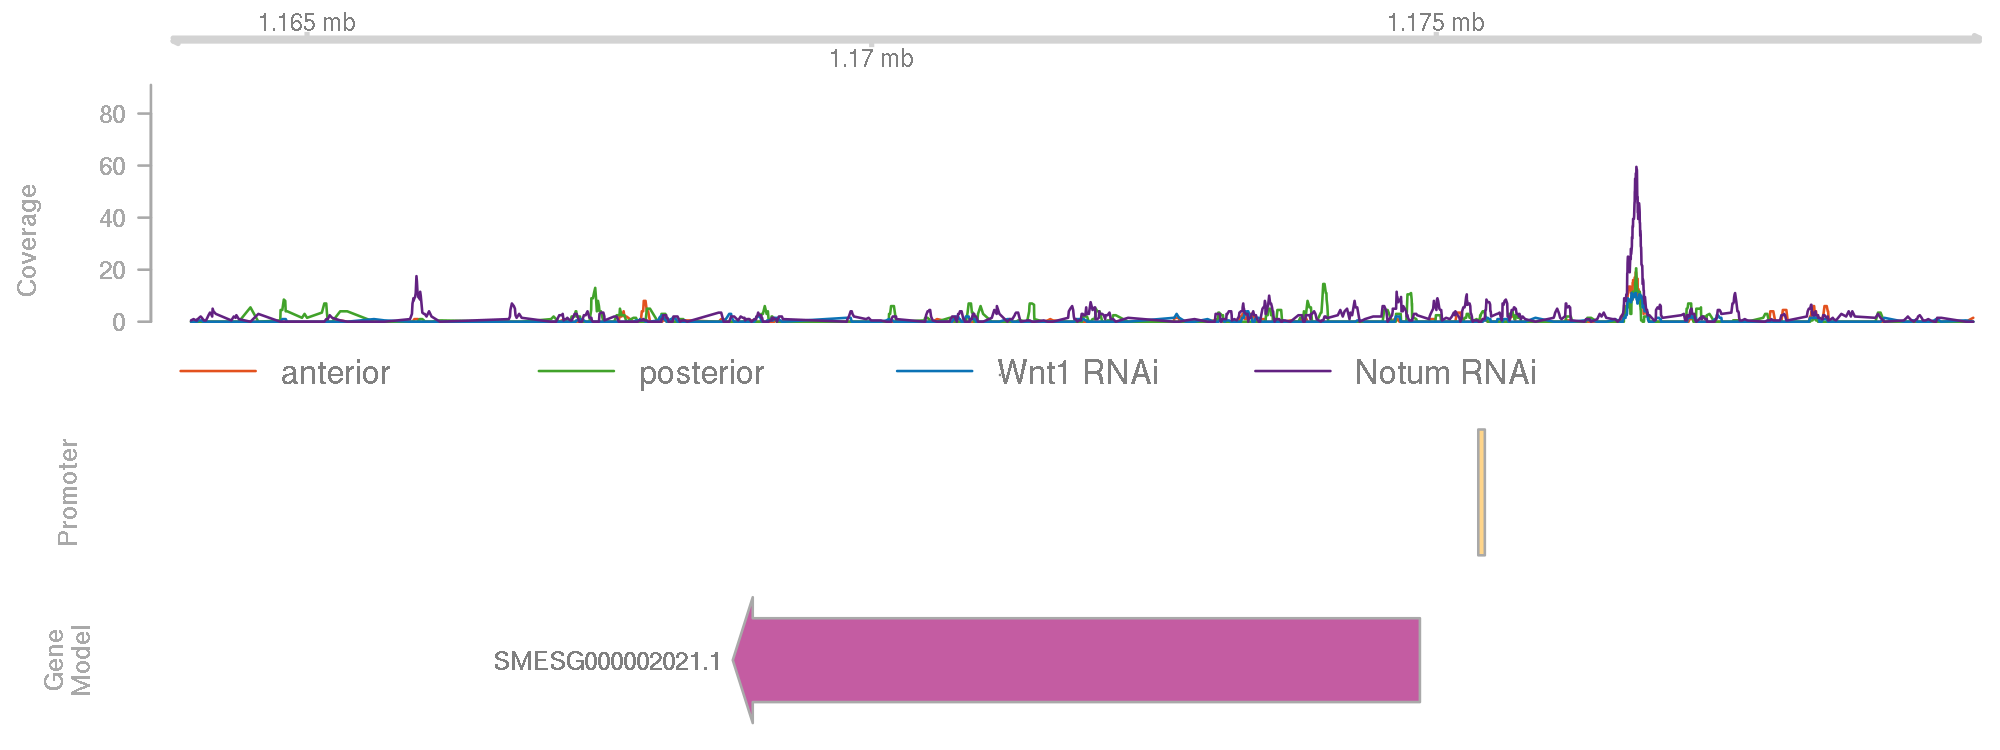 1.165 mb
1.175 mb
1.17 mb
Coverage
80
60
40
20
0
anterior
posterior
Wnt1 RNAi
Notum RNAi
Promoter
Gene
Model
SMESG000002021.1